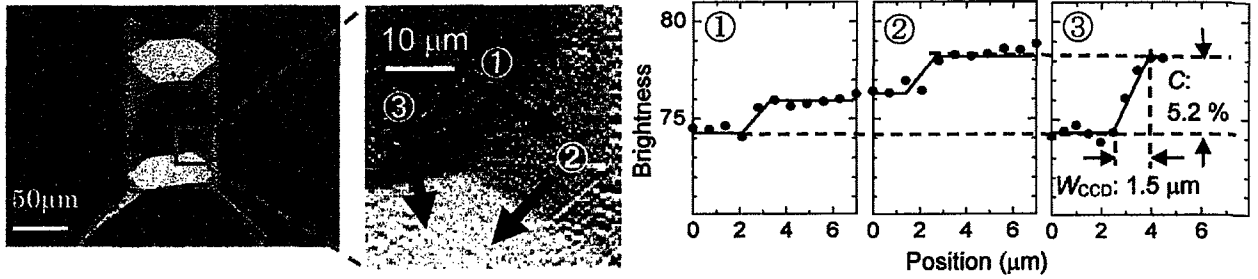 50μm
10 μm
①
③
②
80
75
Brightness
①
②
③
C:
5.2 %
W_CCD: 1.5 μm
0 2 4 6
0 2 4 6
0 2 4 6
Position (μm)